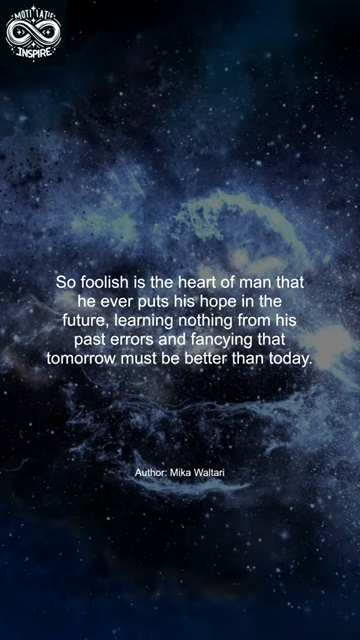 MOTIVATE
INSPIRE
So foolish is the heart of man that
he ever puts his hope in the
future, learning nothing from his
past errors and fancying that
tomorrow must be better than today.
Author: Mika Waltari